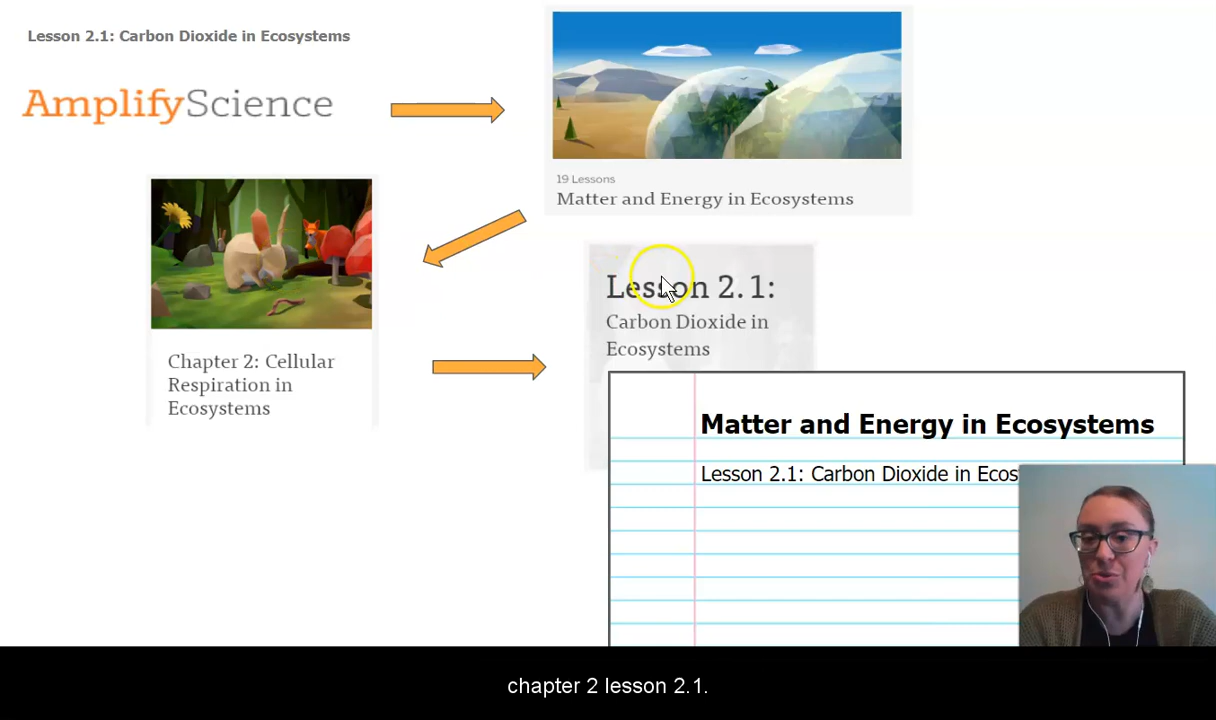 Lesson 2.1: Carbon Dioxide in Ecosystems
AmplifyScience
19 Lessons
Matter and Energy in Ecosystems
Chapter 2: Cellular
Respiration in
Ecosystems
Lesson 2.1:
Carbon Dioxide in
Ecosystems
Matter and Energy in Ecosystems
Lesson 2.1: Carbon Dioxide in Ecos
chapter 2 lesson 2.1.